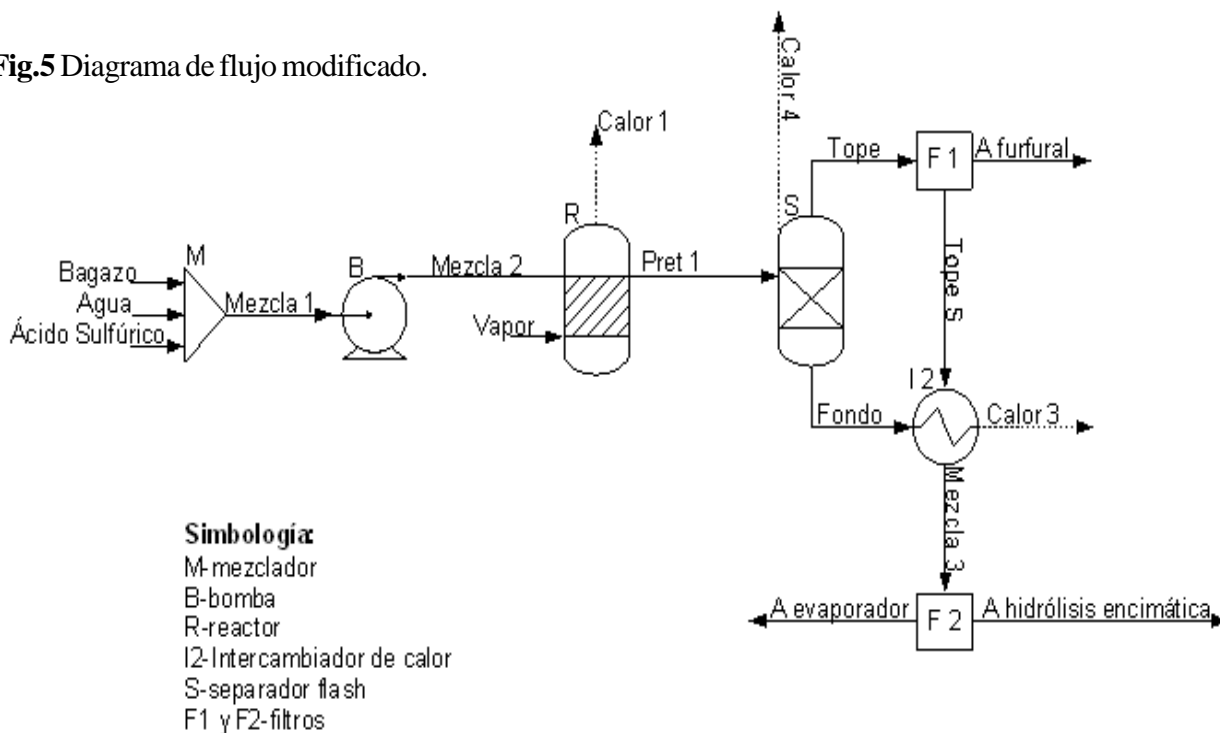 Fig.5 Diagrama de flujo modificado.
Calor 4
Calor 1
Tope
F 1
A furfural
S
R
M
B
Mezcla 2
Pret 1
Bagazo
Agua
Mezcla 1
Ácido Sulfúrico
Vapor
Tope S
I 2
Fondo
Calor 3
Mezcla 3
Simbología:
M-mezclador
B-bomba
R-reactor
I2-Intercambiador de calor
S-separador flash
F1 y F2-filtros
A evaporador
F 2
A hidrólisis encimática